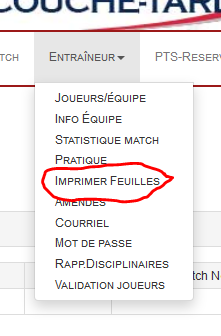 COUCHE-TARD
TCH ENTRAÎNEUR PTS-RESER
JOUEURS/ÉQUIPE
INFO ÉQUIPE
STATISTIQUE MATCH
PRATIQUE
IMPRIMER FEUILLES
AMENDES
COURRIEL
MOT DE PASSE
RAPP.DISCIPLINAIRES
tch N
VALIDATION JOUEURS